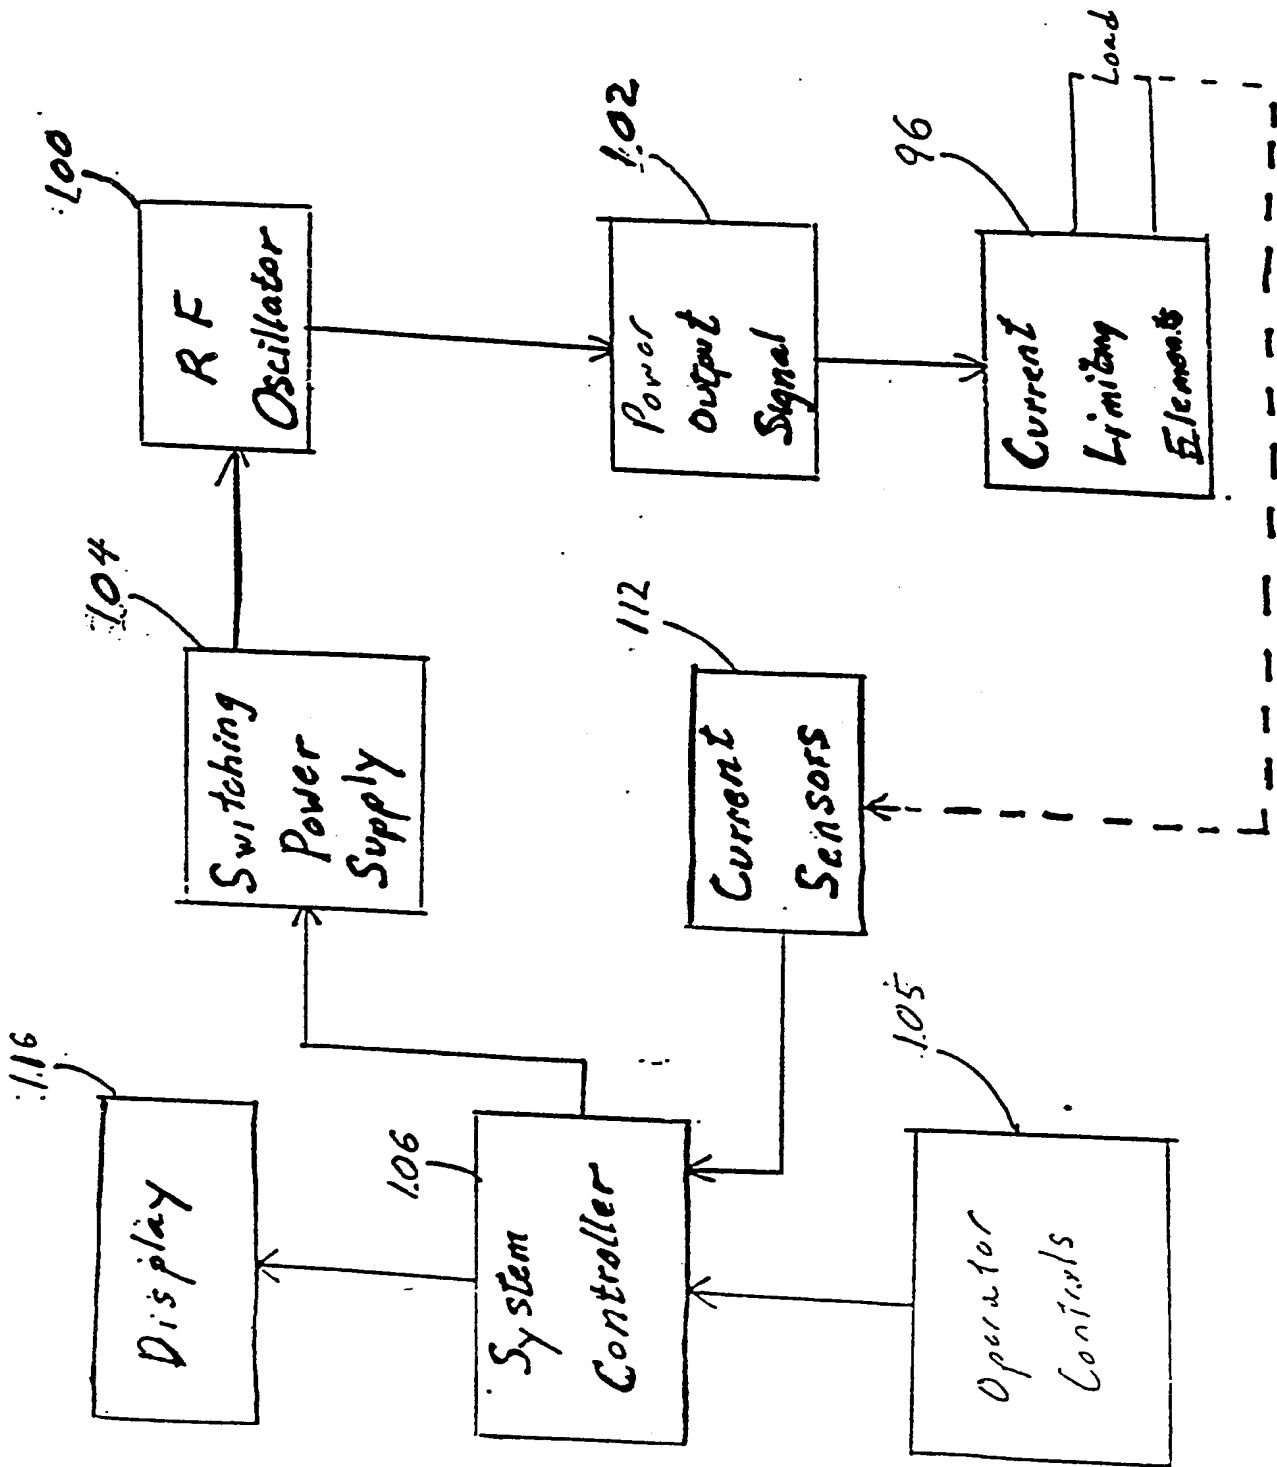 116
Display
106
System
Controller
105
Operator
Controls
104
Switching
Power
Supply
112
Current
Sensors
100
RF
Oscillator
102
Power
Output
Signal
96
Current
Limiting
Elements
Load